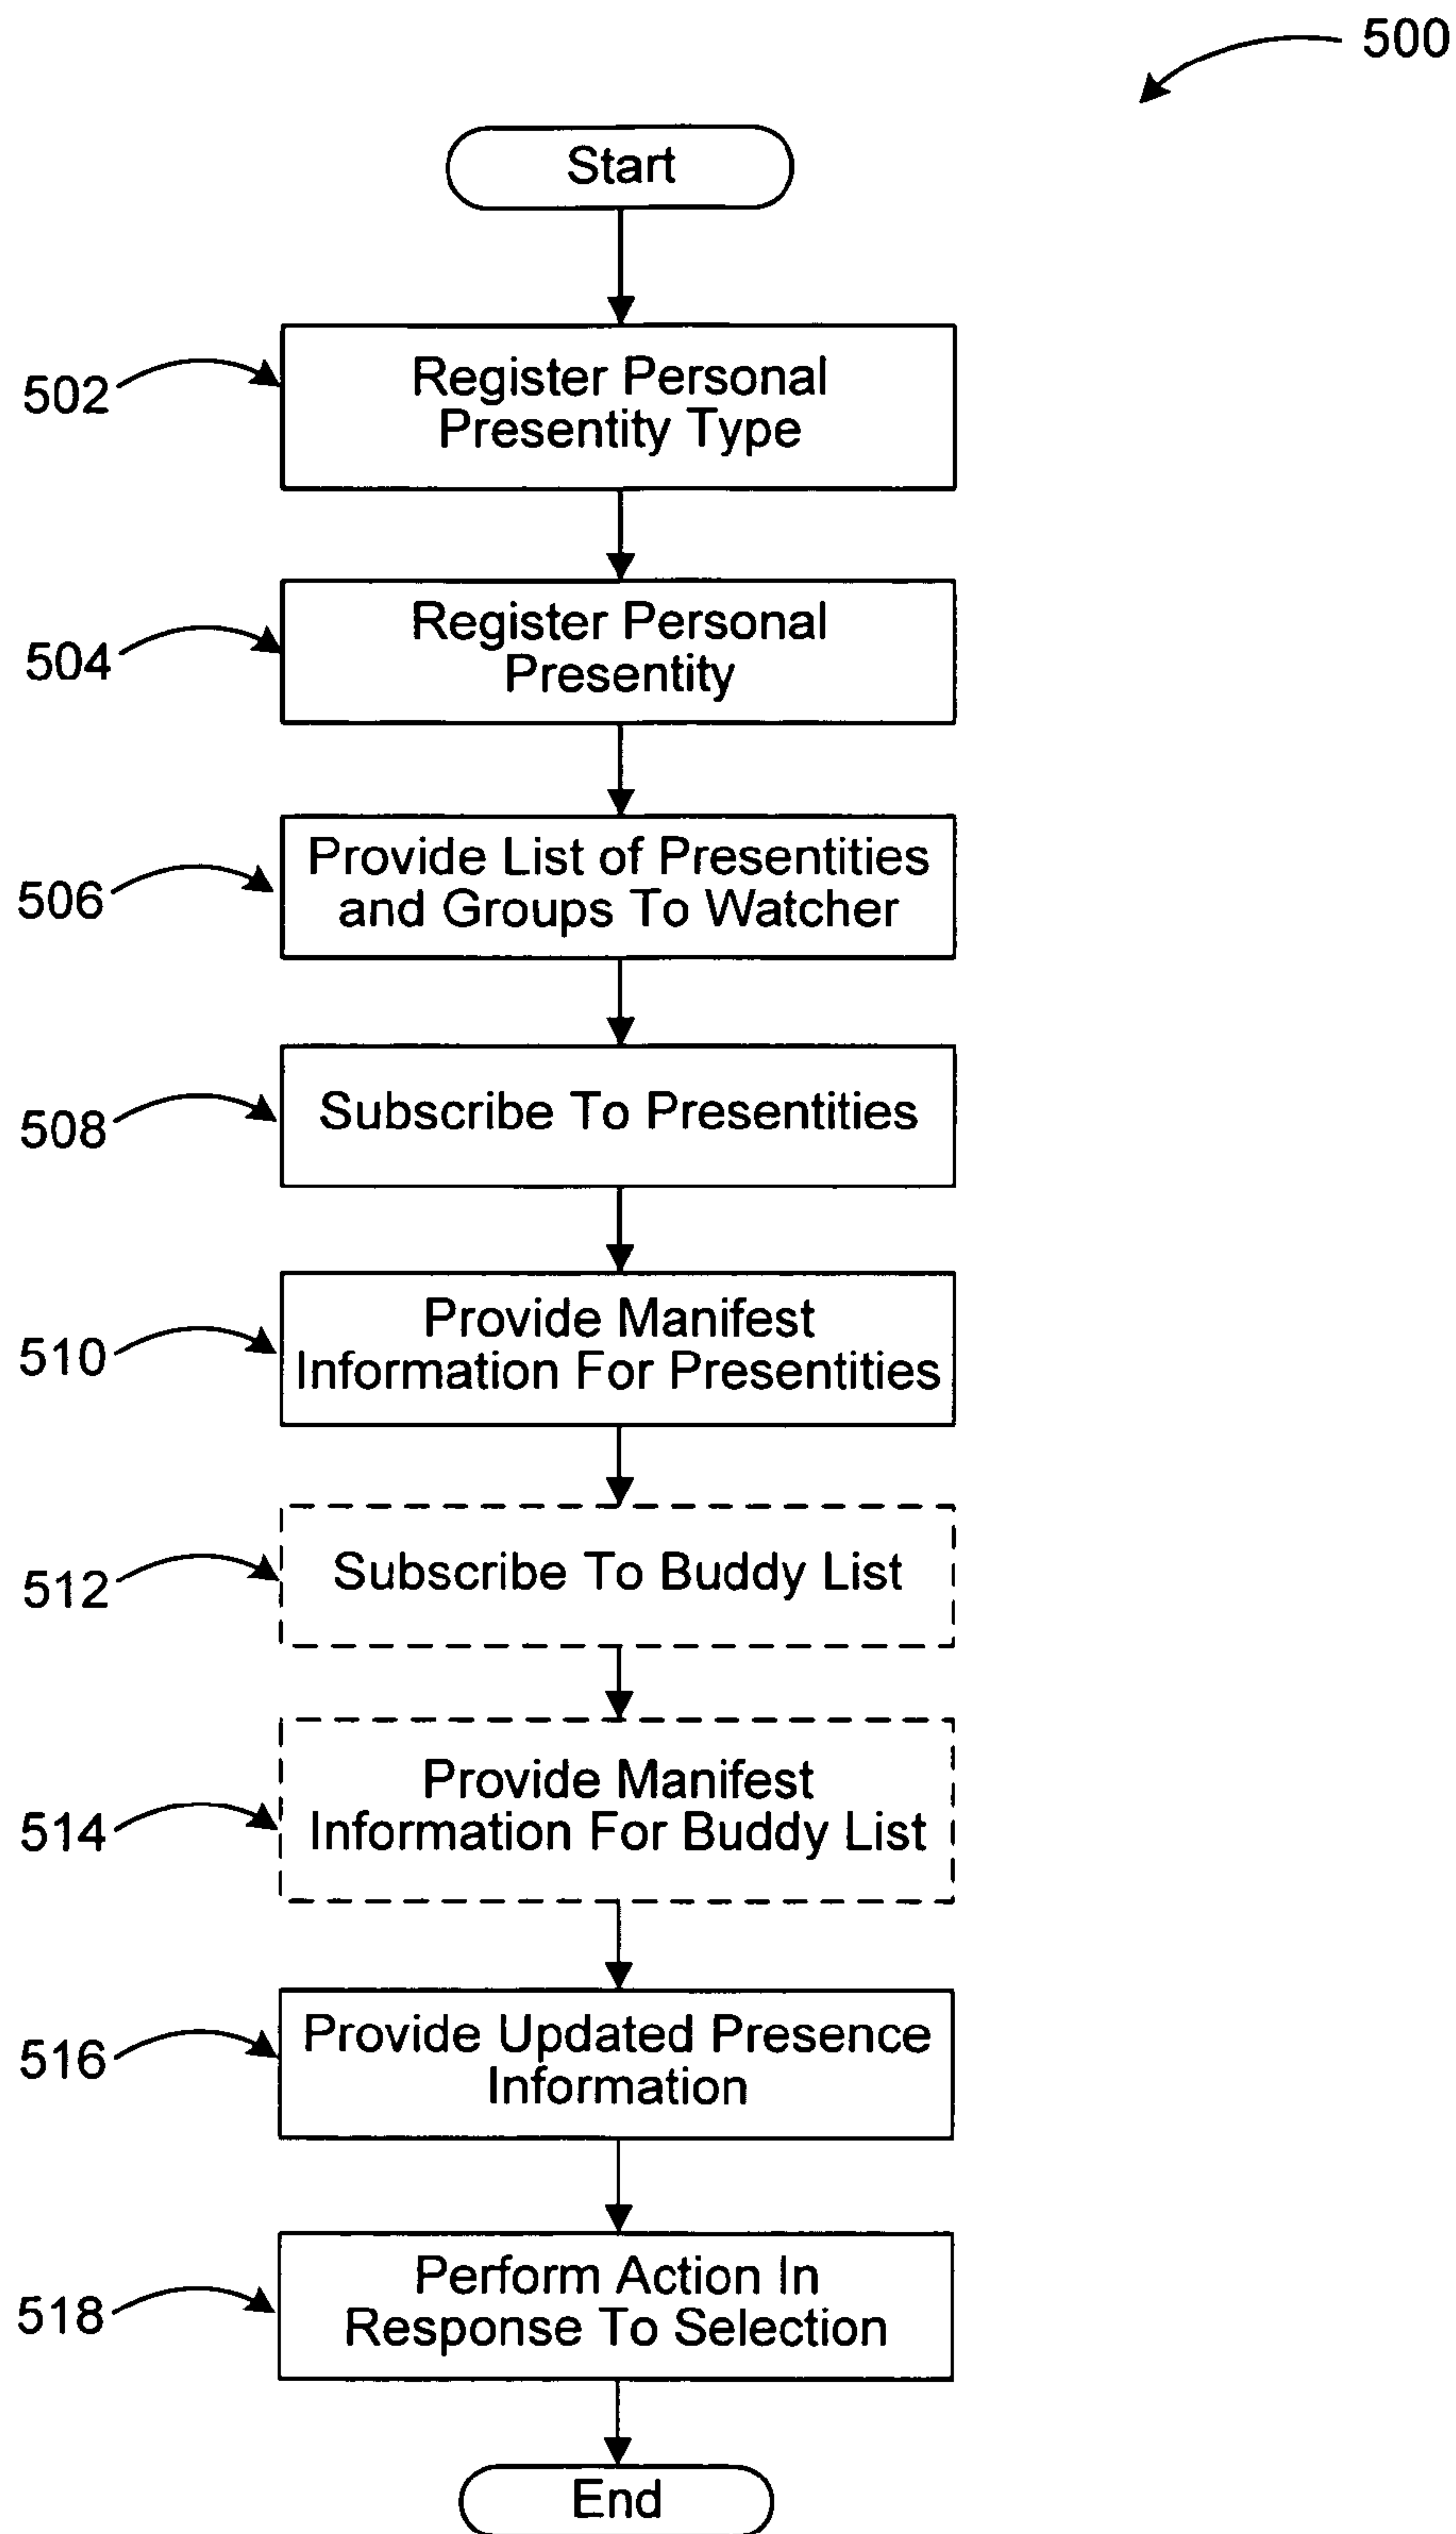 500
Start
502
Register Personal
Presentity Type
504
Register Personal
Presentity
506
Provide List of Presentities
and Groups To Watcher
508
Subscribe To Presentities
510
Provide Manifest
Information For Presentities
512
Subscribe To Buddy List
514
Provide Manifest
Information For Buddy List
516
Provide Updated Presence
Information
518
Perform Action In
Response To Selection
End